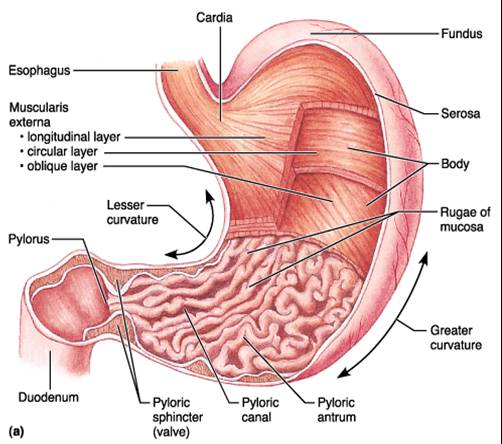 Cardia
Fundus
Esophagus
Serosa
Muscularis
externa
• longitudinal layer
• circular layer
• oblique layer
Body
Lesser
curvature
Rugae of
mucosa
Pylorus
Greater
curvature
Duodenum
Pyloric
sphincter
(valve)
Pyloric
canal
Pyloric
antrum
(a)